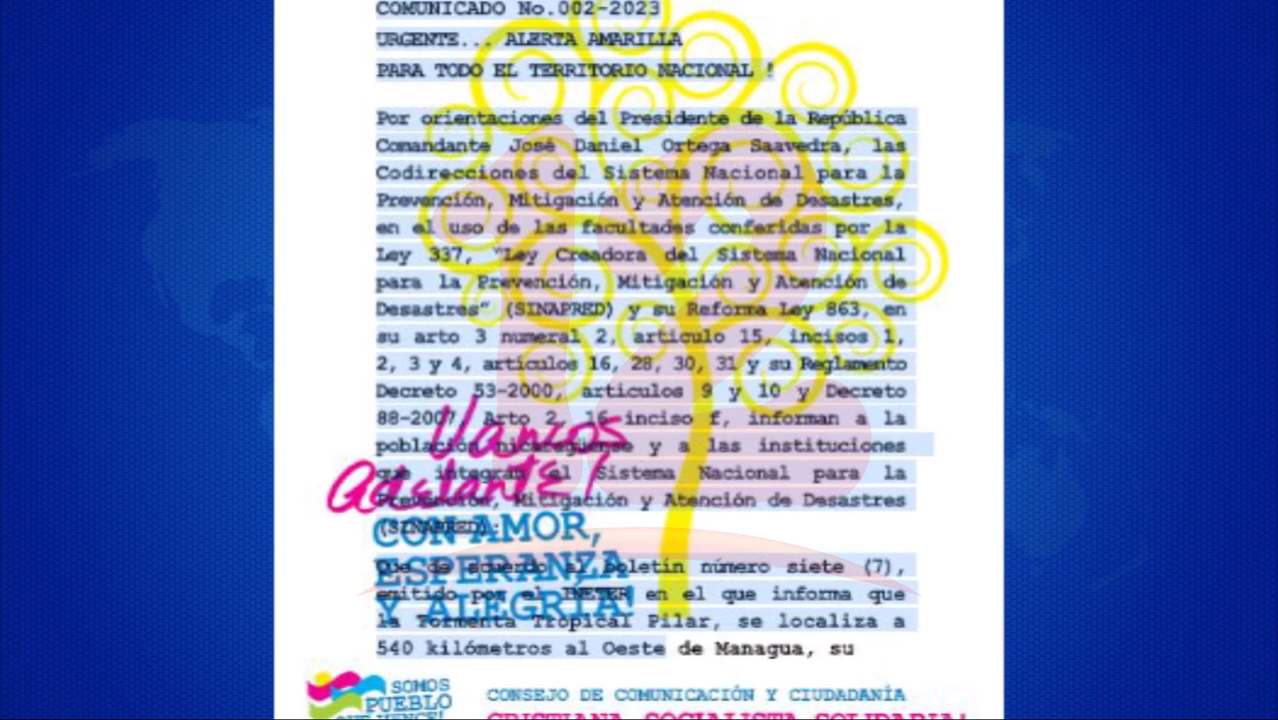 COMUNICADO No.002-2023
URGENTE... ALERTA AMARILLA
PARA TODO EL TERRITORIO NACIONAL !
Por orientaciones del Presidente de la República
Comandante José Daniel Ortega Saavedra, las
Codirecciones del Sistema Nacional para la
Prevención, Mitigación y Atención de Desastres,
en el uso de las facultades conferidas por la
Ley 337, "Ley Creadora del Sistema Nacional
para la Prevención, Mitigación y Atención de
Desastres" (SINAPRED) y su Reforma Ley 863, en
su arto 3 numeral 2, articulo 15, incisos 1,
2, 3 y 4, artículos 16, 28, 30, 31 y su Reglamento
Decreto 53-2000, articulos 9 y 10 y Decreto
88-2007 Arto 2, 16 inciso f, informan a la
población nicaragüense y a las instituciones
que integran el Sistema Nacional para la
Prevención, Mitigación y Atención de Desastres
(SINAPRED).
Vamos
Adelante!
CON AMOR,
ESPERANZA
Y ALEGRÍA!
Que de acuerdo al boletín número siete (7),
emitido por el INETER en el que informa que
la Tormenta Tropical Pilar, se localiza a
540 kilómetros al Oeste de Managua, su
SOMOS
PUEBLO
QUE VENCE!
CONSEJO DE COMUNICACIÓN Y CIUDADANÍA
CRISTIANA, SOCIALISTA, SOLIDARIA!